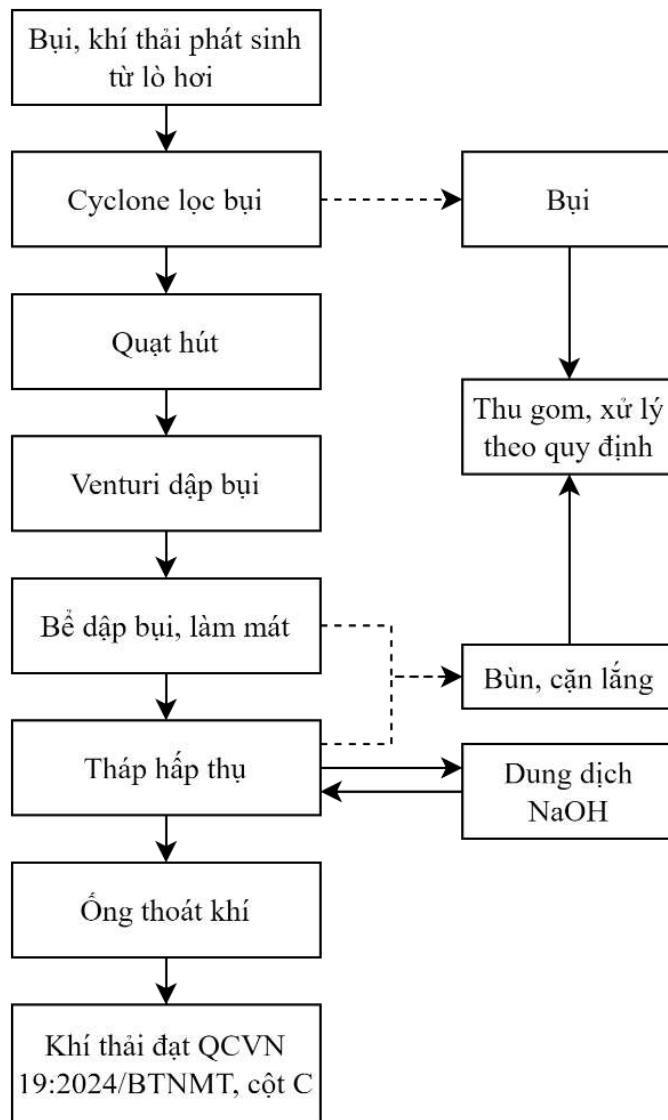 Bụi, khí thải phát sinh
từ lò hơi
Cyclone lọc bụi
Bụi
Quạt hút
Thu gom, xử lý
theo quy định
Venturi dập bụi
Bể dập bụi, làm mát
Bùn, cặn lắng
Tháp hấp thụ
Dung dịch
NaOH
Ống thoát khí
Khí thải đạt QCVN
19:2024/BTNMT, cột C